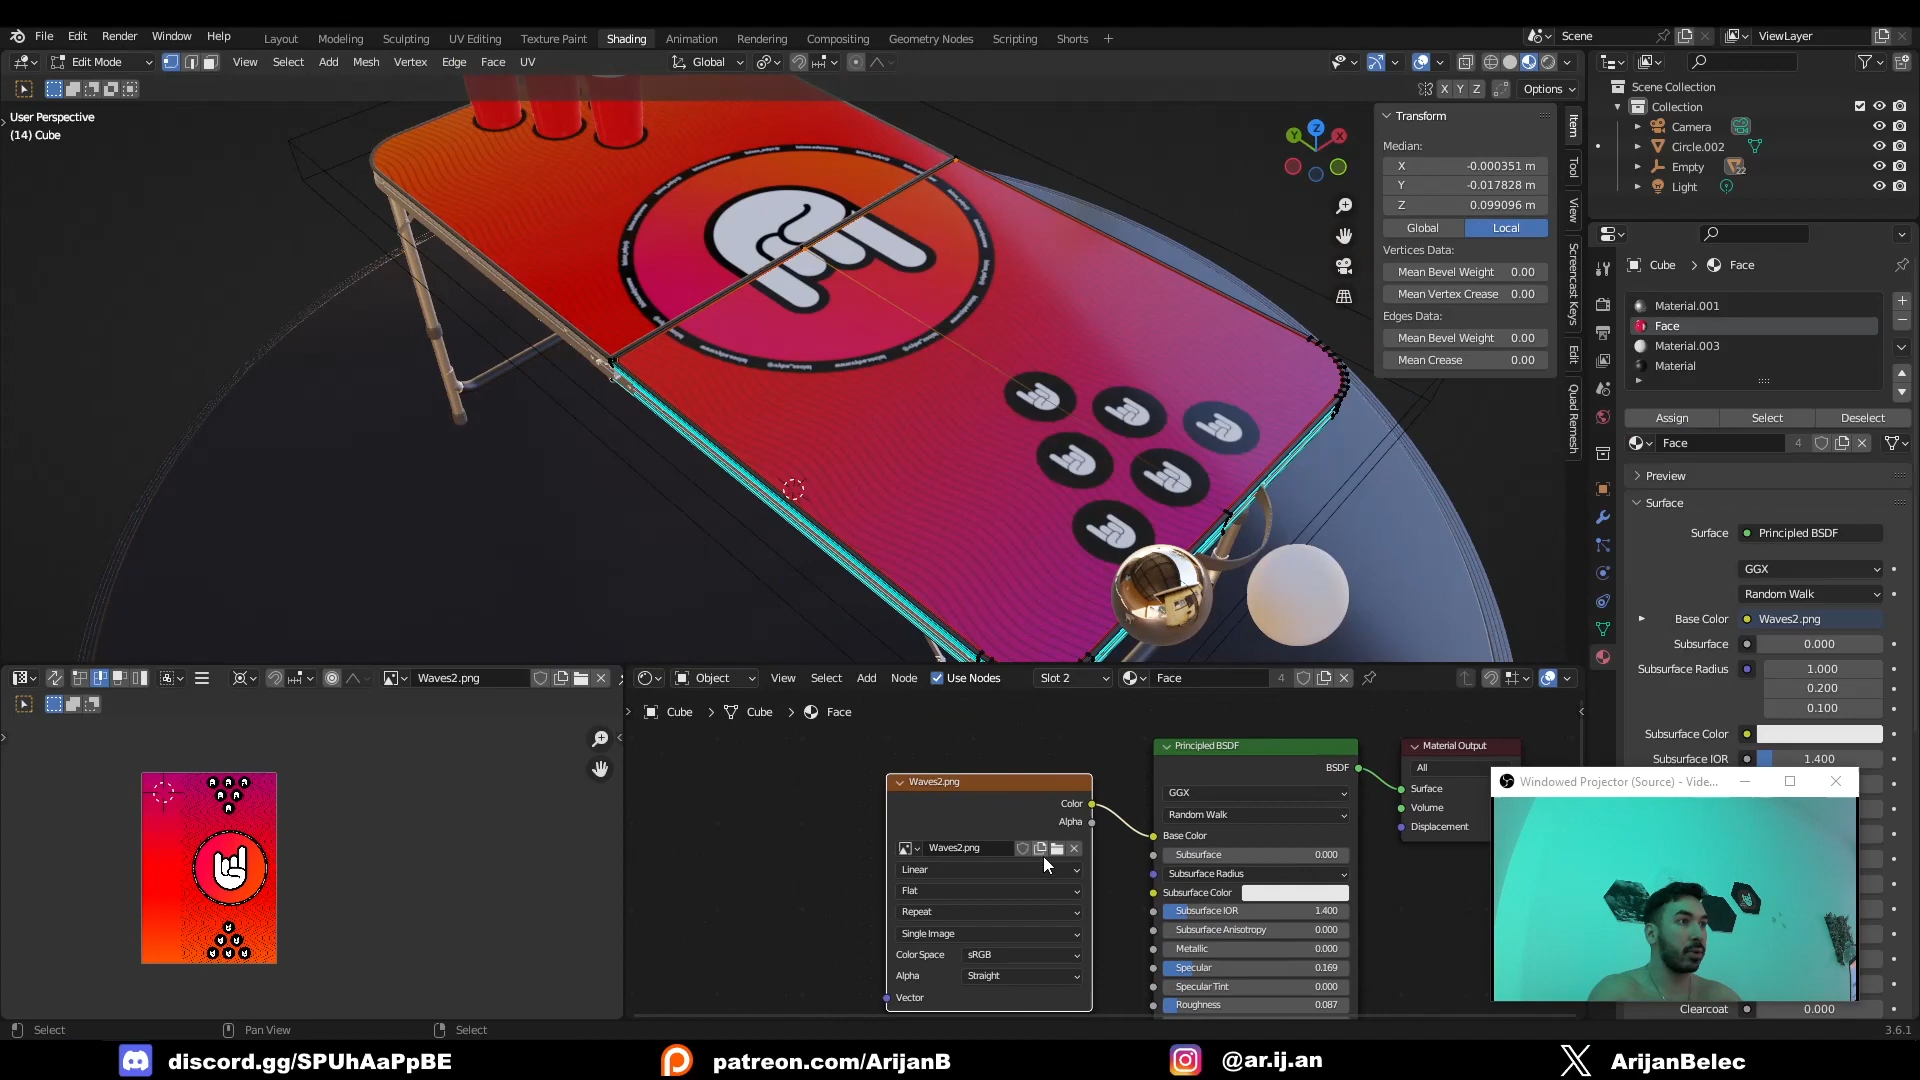 File Edit Render Window Help Layout Modeling Sculpting UV Editing Texture Paint Shading Animation Rendering Compositing Geometry Nodes Scripting Shorts + Scene ViewLayer
Edit Mode View Select Add Mesh Vertex Edge Face UV Global
X Y Z Options
User Perspective
(14) Cube
Transform
Median:
X -0.000351 m
Y -0.017828 m
Z 0.099096 m
Global Local
Vertices Data:
Mean Bevel Weight 0.00
Mean Vertex Crease 0.00
Edges Data:
Mean Bevel Weight 0.00
Mean Crease 0.00
Y Z X
Item
Tool
View
Screencast Keys
Edit
Quad Remesh
Scene Collection
Collection
Camera
Circle.002
Empty 22
Light
Cube > Face
Material.001
Face
Material.003
Material
Assign Select Deselect
Face 4
Preview
Surface
Surface Principled BSDF
GGX
Random Walk
Base Color Waves2.png
Subsurface 0.000
Subsurface Radius 1.000
0.200
0.100
Subsurface Color
Subsurface IOR 1.400
Clearcoat 0.000
Waves2.png
Object View Select Add Node Use Nodes Slot 2 Face 4
Cube > Cube > Face
Waves2.png
Color
Alpha
Waves2.png
Linear
Flat
Repeat
Single Image
Color Space sRGB
Alpha Straight
Vector
Principled BSDF
BSDF
GGX
Random Walk
Base Color
Subsurface 0.000
Subsurface Radius
Subsurface Color
Subsurface IOR 1.400
Subsurface Anisotropy 0.000
Metallic 0.000
Specular 0.169
Specular Tint 0.000
Roughness 0.087
Material Output
All
Surface
Volume
Displacement
Windowed Projector (Source) - Vide...
Select Pan View Select 3.6.1
discord.gg/SPUhAaPpBE patreon.com/ArijanB @ar.ij.an ArijanBelec